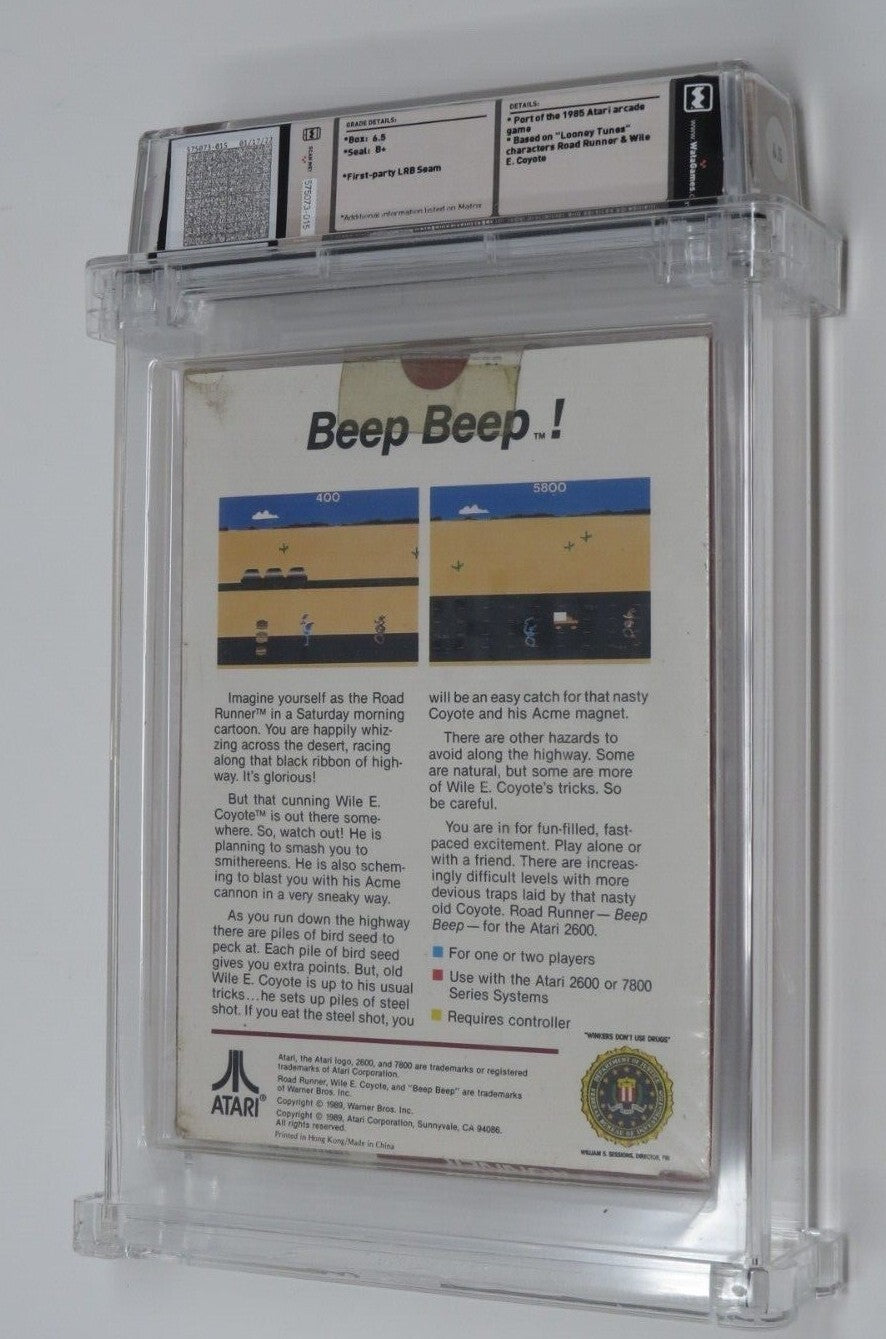 575073-015 01/17/22
575073-015
GRADE DETAILS:
*Box: 6.5
*Seal: B+
*First-party LRB Seam
*Additional information listed on Matrix
DETAILS:
* Port of the 1985 Atari arcade
game
* Based on "Looney Tunes"
characters Road Runner & Wile
E. Coyote
www.WataGames.
Beep Beep™!
400
5800
Imagine yourself as the Road
Runner™ in a Saturday morning
cartoon. You are happily whiz-
zing across the desert, racing
along that black ribbon of high-
way. It's glorious!
But that cunning Wile E.
Coyote™ is out there some-
where. So, watch out! He is
planning to smash you to
smithereens. He is also schem-
ing to blast you with his Acme
cannon in a very sneaky way.
As you run down the highway
there are piles of bird seed to
peck at. Each pile of bird seed
gives you extra points. But, old
Wile E. Coyote is up to his usual
tricks...he sets up piles of steel
shot. If you eat the steel shot, you
will be an easy catch for that nasty
Coyote and his Acme magnet.
There are other hazards to
avoid along the highway. Some
are natural, but some are more
of Wile E. Coyote's tricks. So
be careful.
You are in for fun-filled, fast-
paced excitement. Play alone or
with a friend. There are increas-
ingly difficult levels with more
devious traps laid by that nasty
old Coyote. Road Runner — Beep
Beep — for the Atari 2600.
For one or two players
Use with the Atari 2600 or 7800
Series Systems
Requires controller
ATARI®
Atari, the Atari logo, 2600, and 7800 are trademarks or registered
trademarks of Atari Corporation.
Road Runner, Wile E. Coyote, and "Beep Beep" are trademarks
of Warner Bros. Inc.
Copyright © 1989, Warner Bros. Inc.
Copyright © 1989, Atari Corporation, Sunnyvale, CA 94086.
All rights reserved.
Printed in Hong Kong/Made in China
"WINNERS DON'T USE DRUGS"
WILLIAM S. SESSIONS, DIRECTOR, FBI